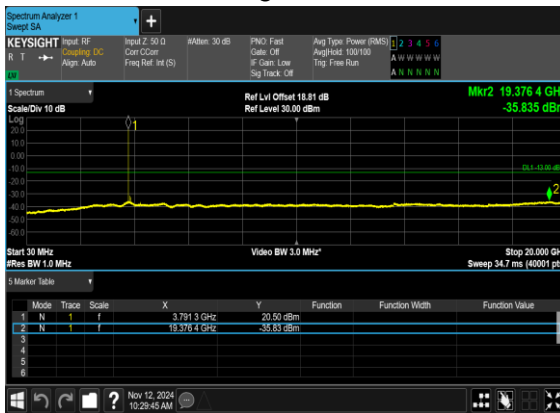 Spectrum Analyzer 1
Swept SA
KEYSIGHT Input: RF Input Z: 50 Ω #Atten: 30 dB PNO: Fast Avg Type: Power (RMS) 1 2 3 4 5 6
R T Coupling: DC Corr CCorr Gate: Off Avg|Hold: 100/100 A W W W W W
Align: Auto Freq Ref: Int (S) IF Gain: Low Trig: Free Run
LXI Sig Track: Off A N N N N N
1 Spectrum Ref Lvl Offset 18.81 dB Mkr2 19.376 4 GH
Scale/Div 10 dB Ref Level 30.00 dBm -35.835 dBr
Log
1
20.0
10.0
0.00
-10.0
DL1 -13.00 dB
-20.0
-30.0
2
-40.0
-50.0
-60.0
Start 30 MHz Video BW 3.0 MHz* Stop 20.000 GH
#Res BW 1.0 MHz Sweep 34.7 ms (40001 pts
5 Marker Table
Mode Trace Scale X Y Function Function Width Function Value
1 N 1 f 3.791 3 GHz 20.50 dBm
2 N 1 f 19.376 4 GHz -35.83 dBm
3
4
5
6
? Nov 12, 2024
10:29:45 AM